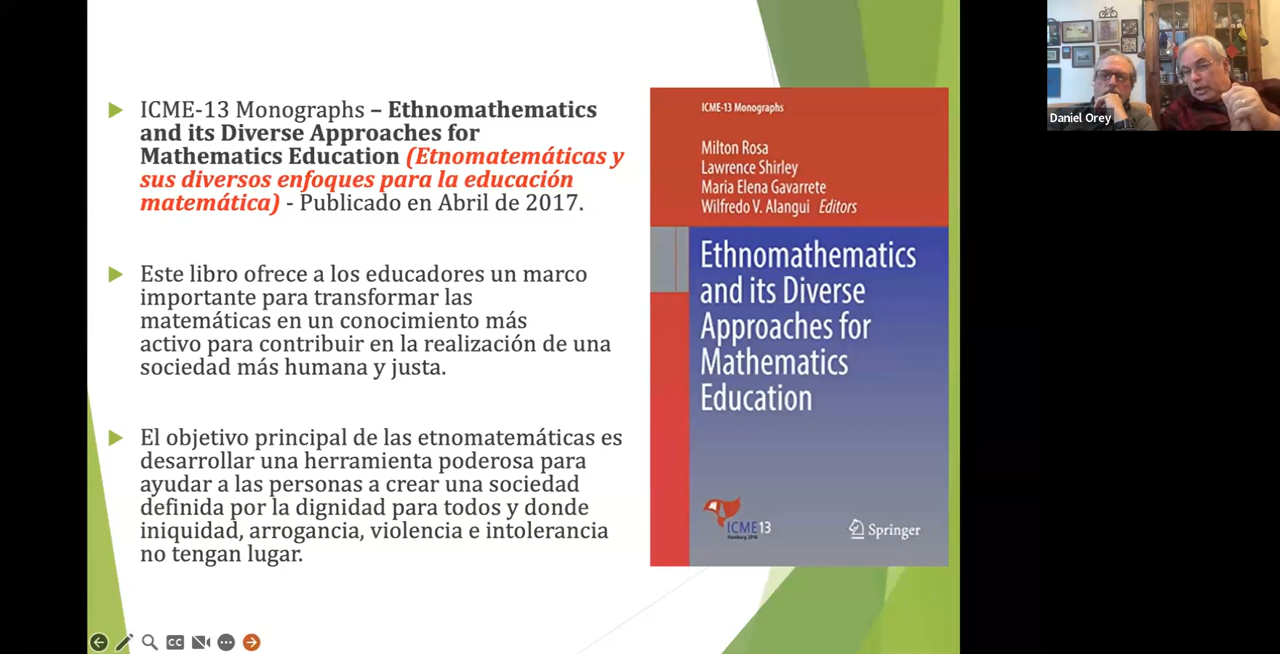 ICME-13 Monographs – Ethnomathematics
and its Diverse Approaches for
Mathematics Education (Etnomatemáticas y
sus diversos enfoques para la educación
matemática) - Publicado en Abril de 2017.
Este libro ofrece a los educadores un marco
importante para transformar las
matemáticas en un conocimiento más
activo para contribuir en la realización de una
sociedad más humana y justa.
El objetivo principal de las etnomatemáticas es
desarrollar una herramienta poderosa para
ayudar a las personas a crear una sociedad
definida por la dignidad para todos y donde
iniquidad, arrogancia, violencia e intolerancia
no tengan lugar.
ICME-13 Monographs
Milton Rosa
Lawrence Shirley
Maria Elena Gavarrete
Wilfredo V. Alangui Editors
Ethnomathematics
and its Diverse
Approaches for
Mathematics
Education
ICME 13
Hamburg 2016
Springer
Daniel Orey
CC